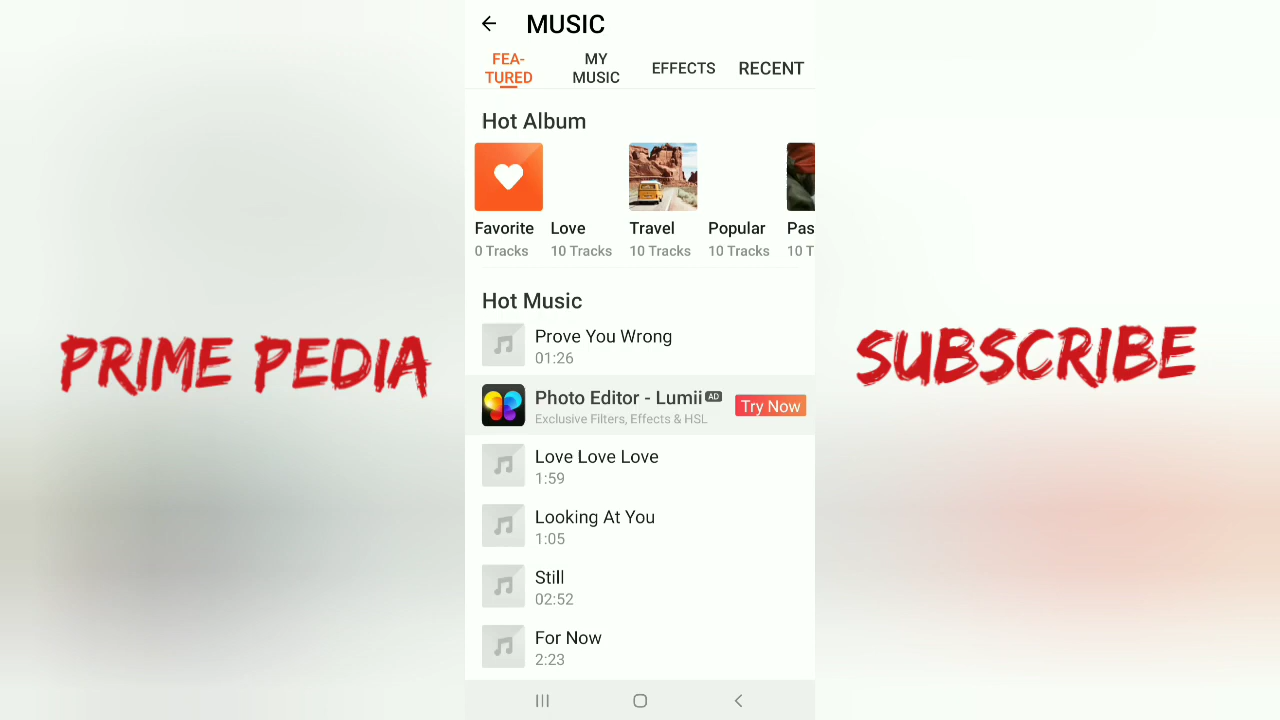 MUSIC
FEA-
TURED
MY
MUSIC
EFFECTS
RECENT
Hot Album
Favorite
Love
Travel
Popular
Pas
0 Tracks
10 Tracks
10 Tracks
10 Tracks
10 T
Hot Music
Prove You Wrong
01:26
Photo Editor - Lumii AD
Exclusive Filters, Effects & HSL
Try Now
Love Love Love
1:59
Looking At You
1:05
Still
02:52
For Now
2:23
PRIME PEDIA
SUBSCRIBE